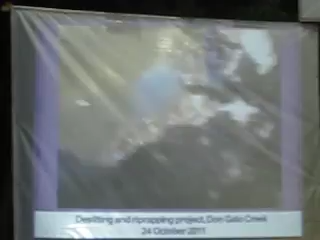 Desilting and riprapping project, Don Galo Creek
24 October 2011